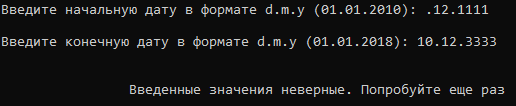 Введите начальную дату в формате d.m.y (01.01.2010): .12.1111
Введите конечную дату в формате d.m.y (01.01.2018): 10.12.3333
Введенные значения неверные. Попробуйте еще раз